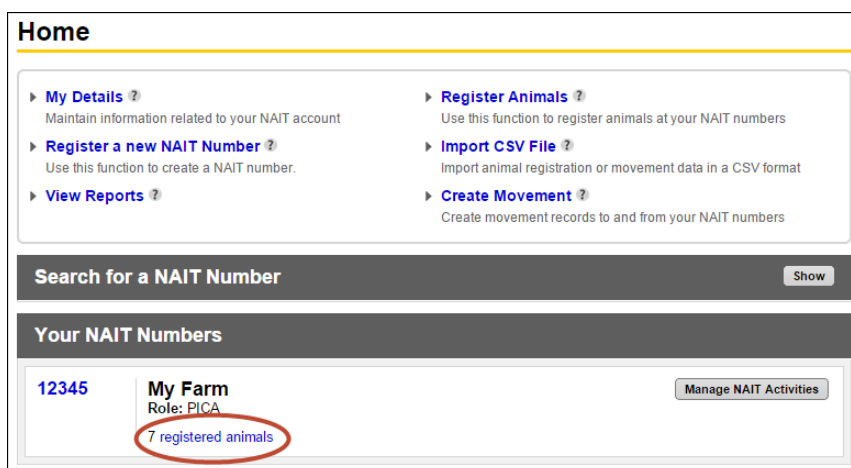 Home
My Details ?
Maintain information related to your NAIT account
Register a new NAIT Number ?
Use this function to create a NAIT number.
View Reports ?
Register Animals ?
Use this function to register animals at your NAIT numbers
Import CSV File ?
Import animal registration or movement data in a CSV format
Create Movement ?
Create movement records to and from your NAIT numbers
Search for a NAIT Number
Show
Your NAIT Numbers
12345
My Farm
Role: PICA
7 registered animals
Manage NAIT Activities